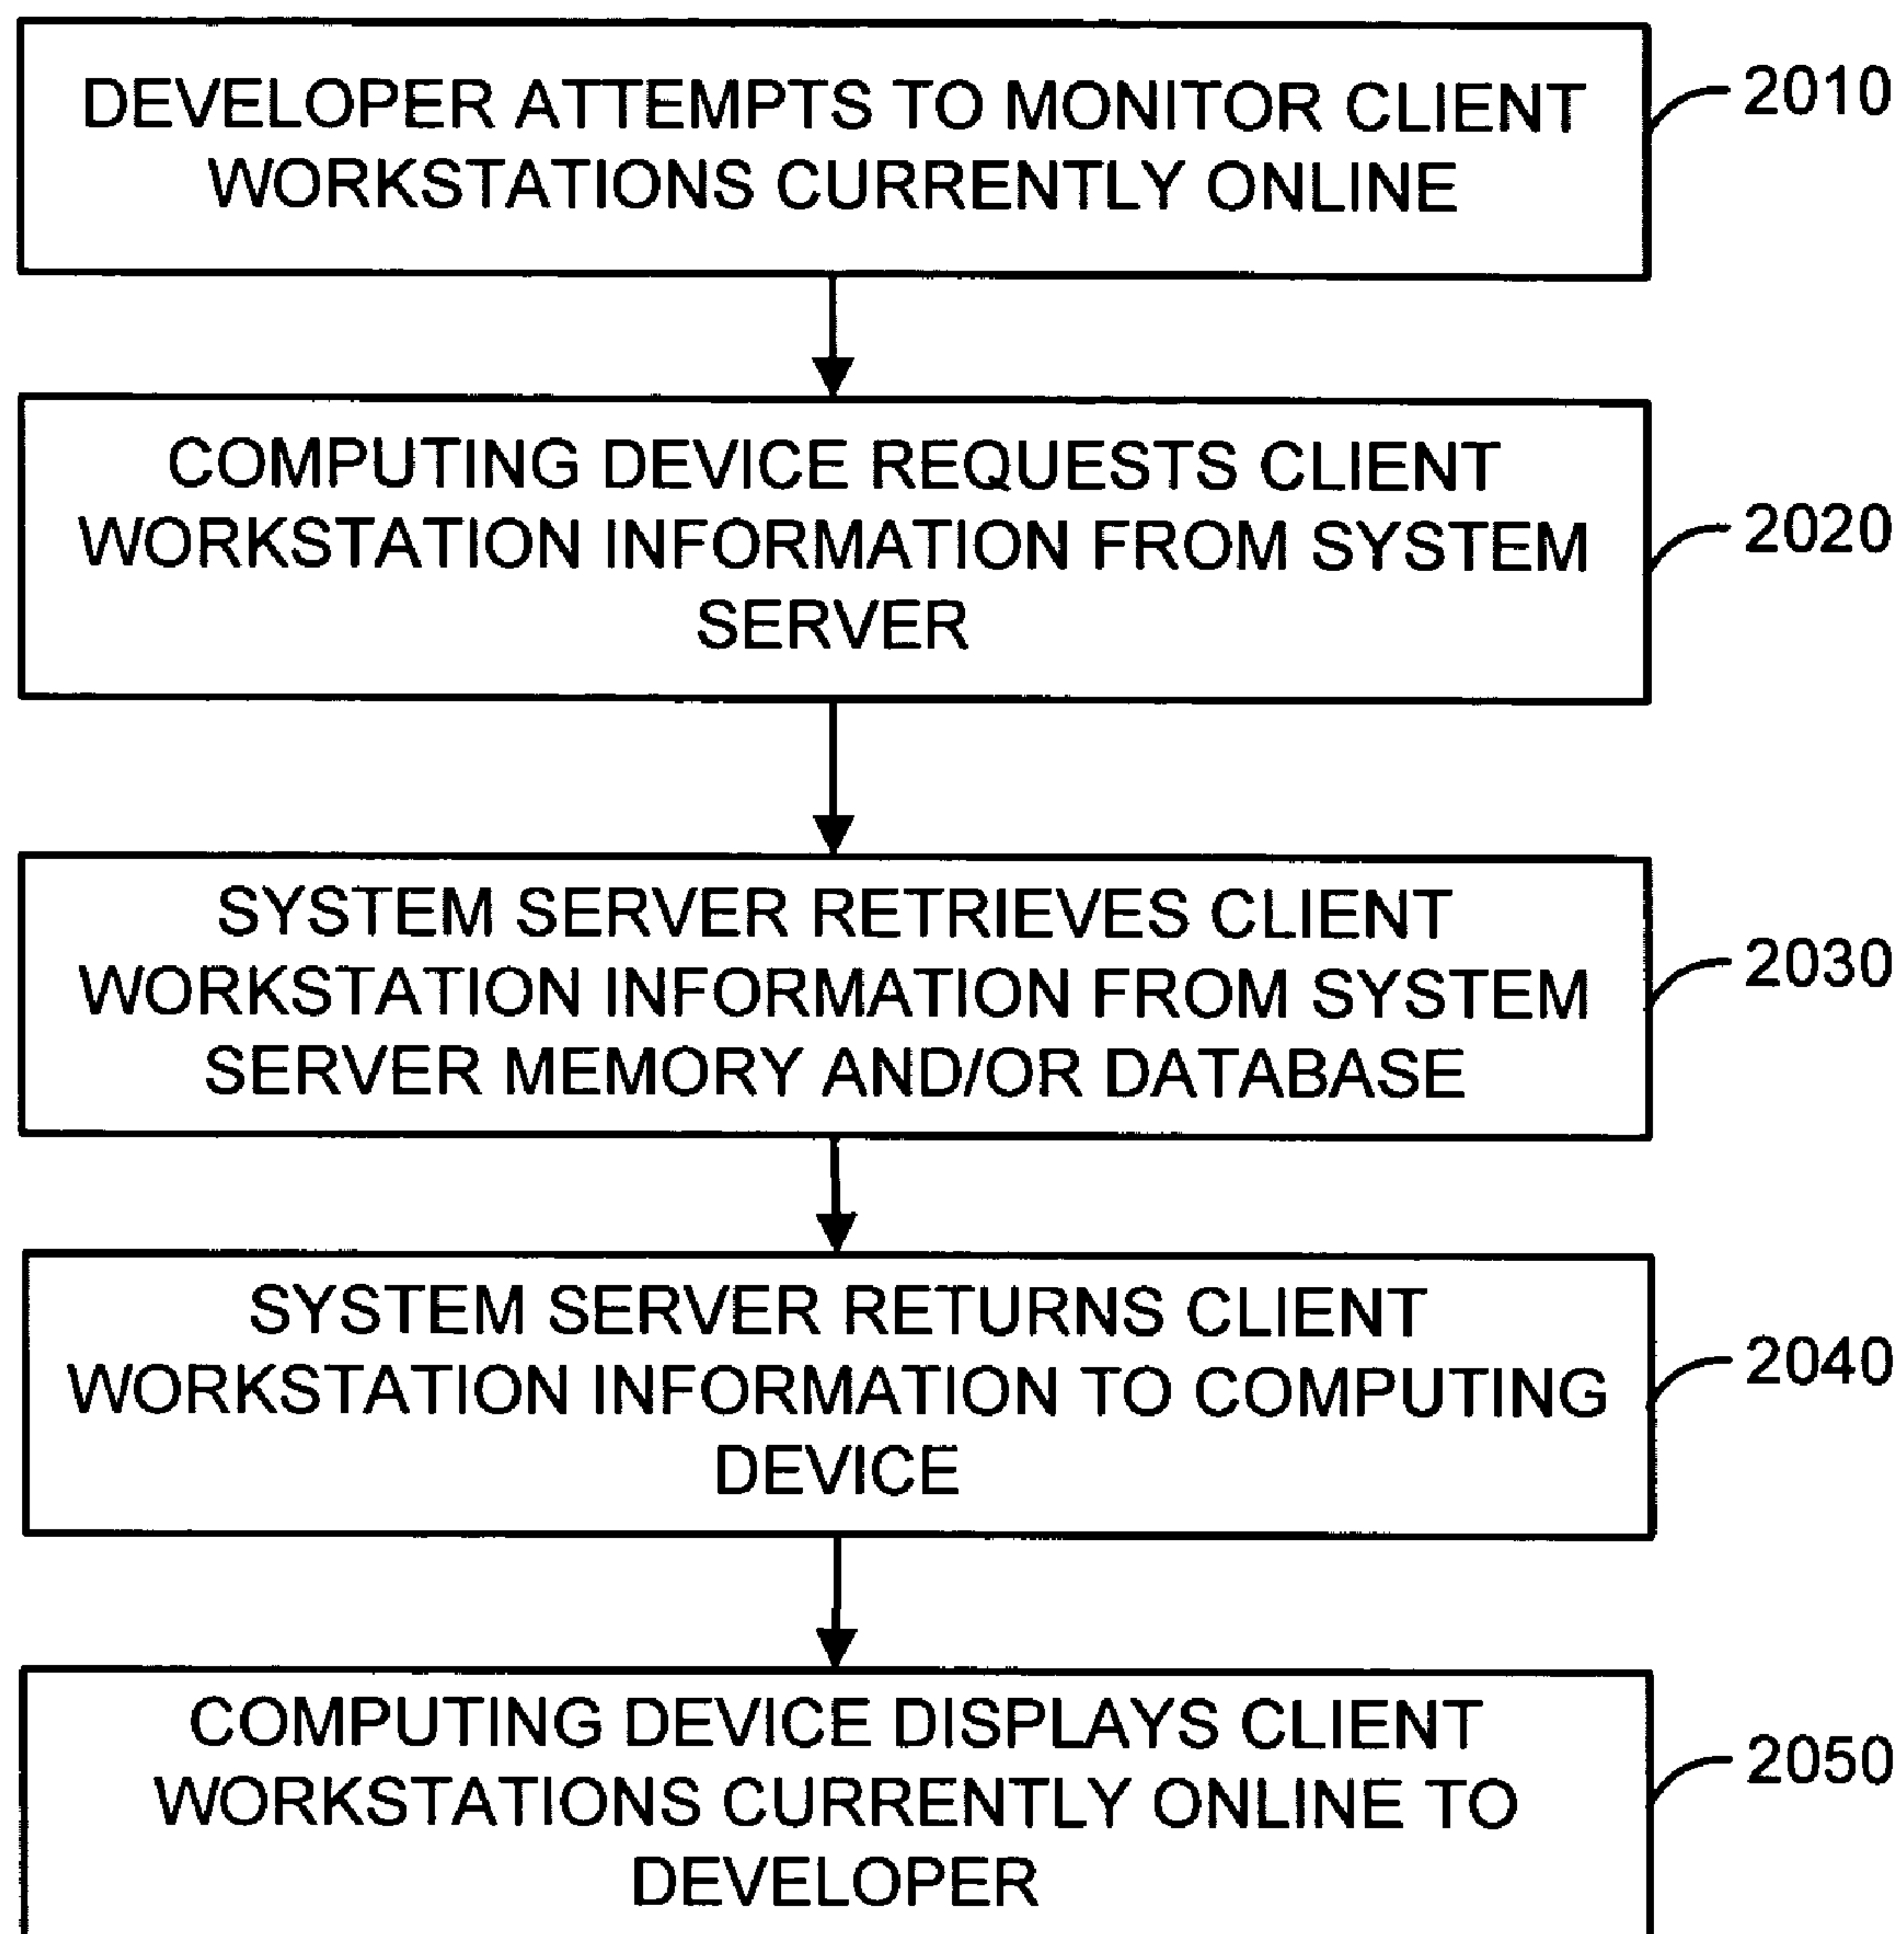 DEVELOPER ATTEMPTS TO MONITOR CLIENT
WORKSTATIONS CURRENTLY ONLINE
2010
COMPUTING DEVICE REQUESTS CLIENT
WORKSTATION INFORMATION FROM SYSTEM
SERVER
2020
SYSTEM SERVER RETRIEVES CLIENT
WORKSTATION INFORMATION FROM SYSTEM
SERVER MEMORY AND/OR DATABASE
2030
SYSTEM SERVER RETURNS CLIENT
WORKSTATION INFORMATION TO COMPUTING
DEVICE
2040
COMPUTING DEVICE DISPLAYS CLIENT
WORKSTATIONS CURRENTLY ONLINE TO
DEVELOPER
2050